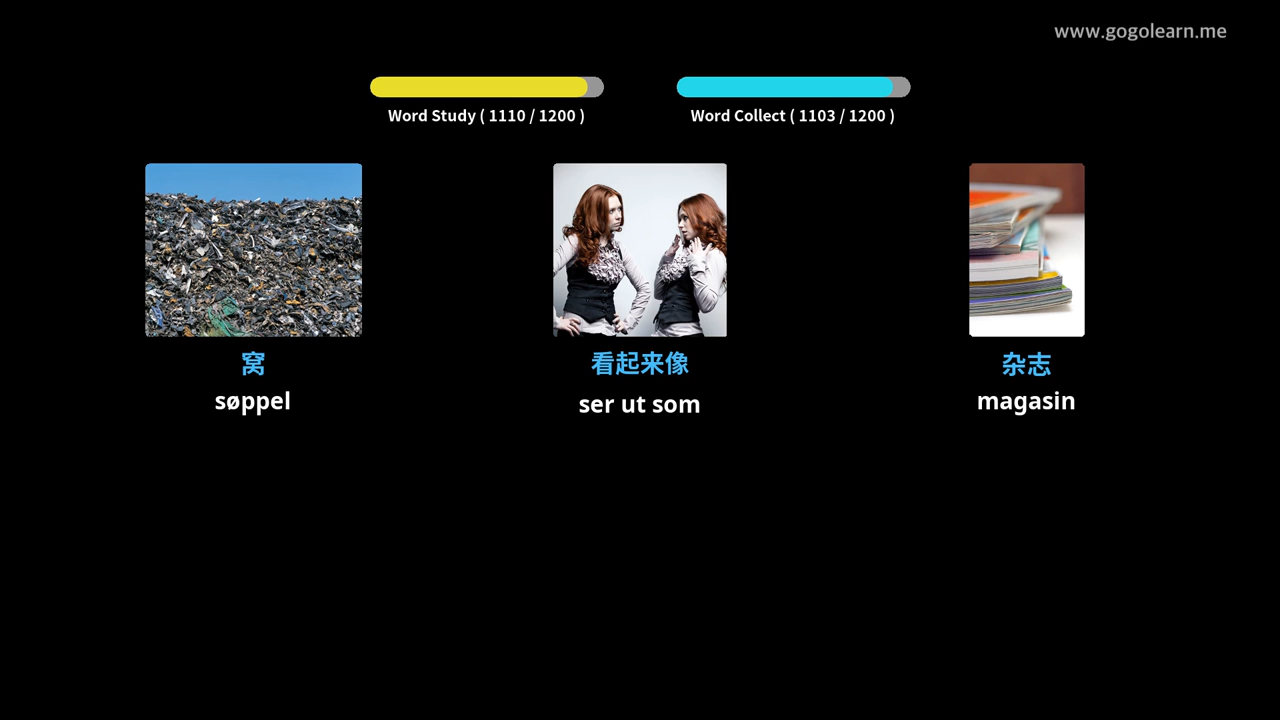 www.gogolearn.me
Word Study ( 1110 / 1200 )
Word Collect ( 1103 / 1200 )
窝
看起来像
杂志
søppel
ser ut som
magasin